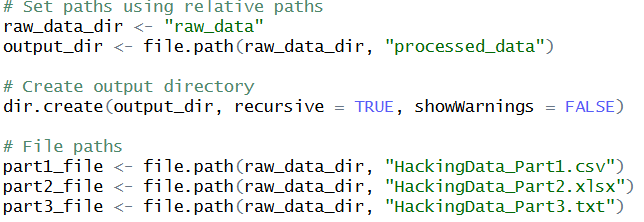 # Set paths using relative paths
raw_data_dir <- "raw_data"
output_dir <- file.path(raw_data_dir, "processed_data")
# Create output directory
dir.create(output_dir, recursive = TRUE, showWarnings = FALSE)
# File paths
part1_file <- file.path(raw_data_dir, "HackingData_Part1.csv")
part2_file <- file.path(raw_data_dir, "HackingData_Part2.xlsx")
part3_file <- file.path(raw_data_dir, "HackingData_Part3.txt")